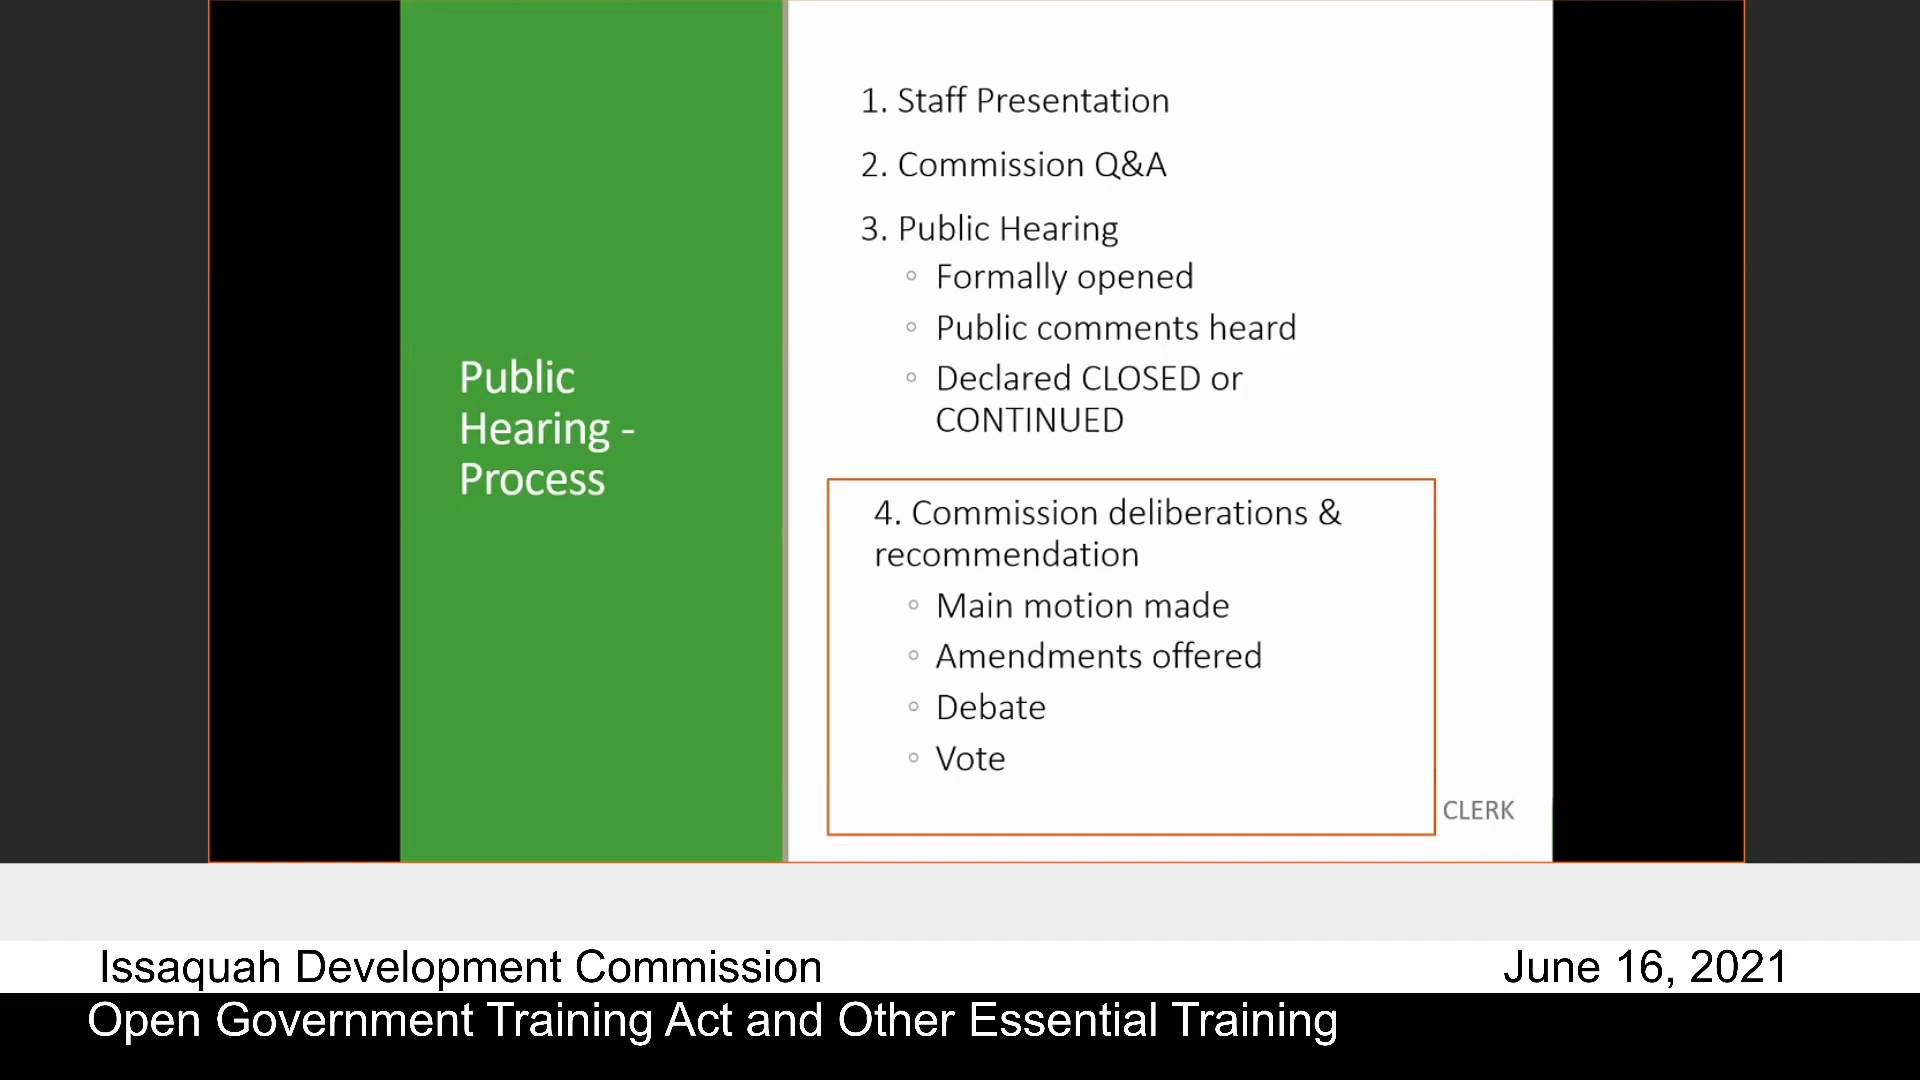 Public
Hearing -
Process
1. Staff Presentation
2. Commission Q&A
3. Public Hearing
◦ Formally opened
◦ Public comments heard
◦ Declared CLOSED or
CONTINUED
4. Commission deliberations &
recommendation
◦ Main motion made
◦ Amendments offered
◦ Debate
◦ Vote
CLERK
Issaquah Development Commission
June 16, 2021
Open Government Training Act and Other Essential Training